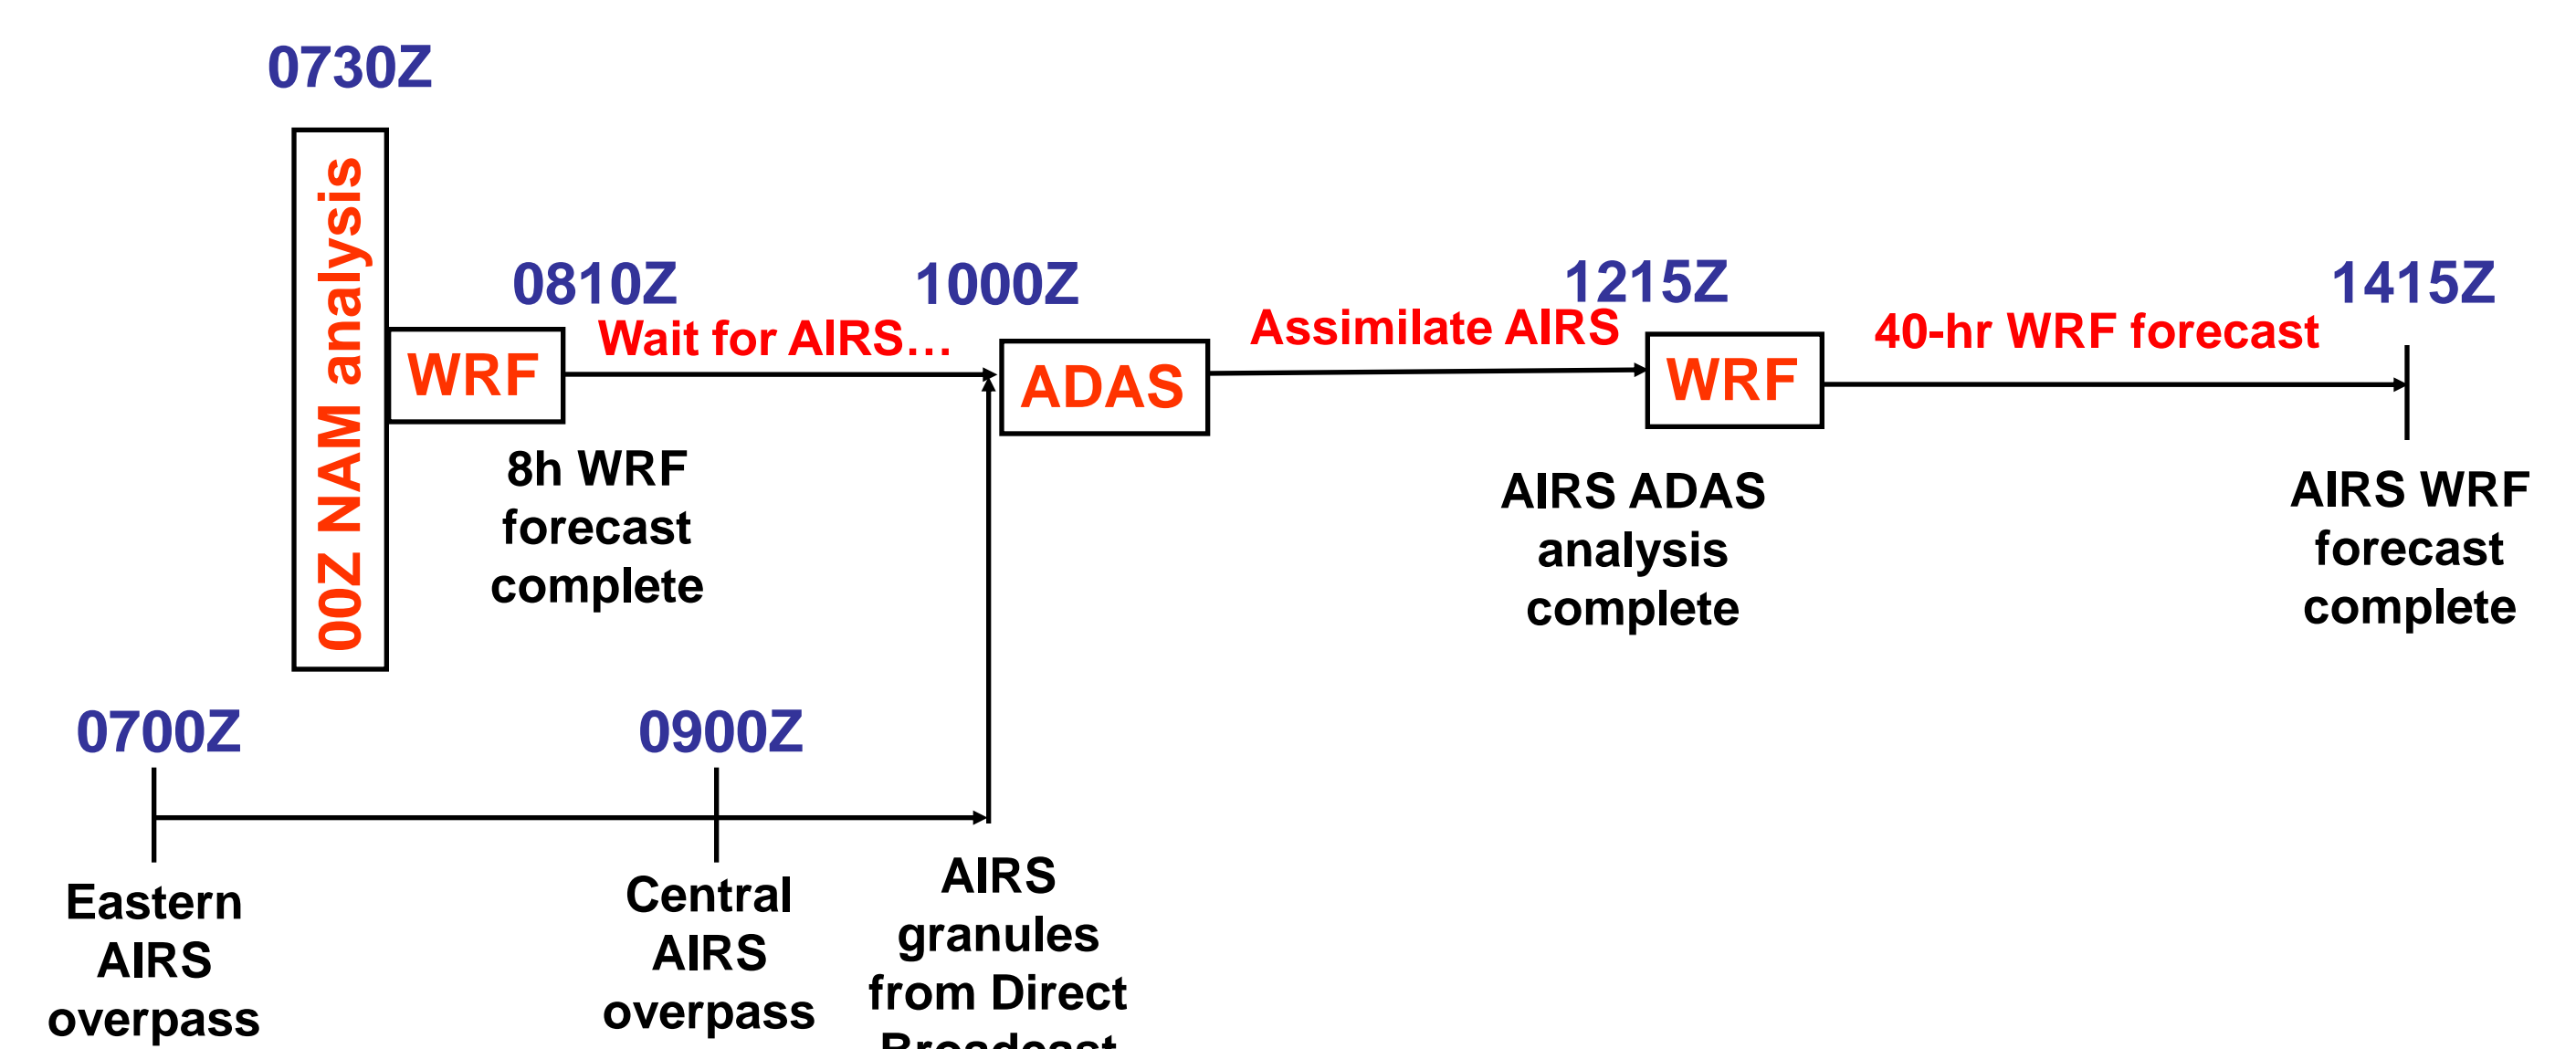 0730Z
00Z NAM analysis
0810Z
1000Z
1215Z
1415Z
WRF
Wait for AIRS…
ADAS
Assimilate AIRS
WRF
40-hr WRF forecast
8h WRF
forecast
complete
AIRS ADAS
analysis
complete
AIRS WRF
forecast
complete
0700Z
0900Z
Eastern
AIRS
overpass
Central
AIRS
overpass
AIRS
granules
from Direct
Broadcast